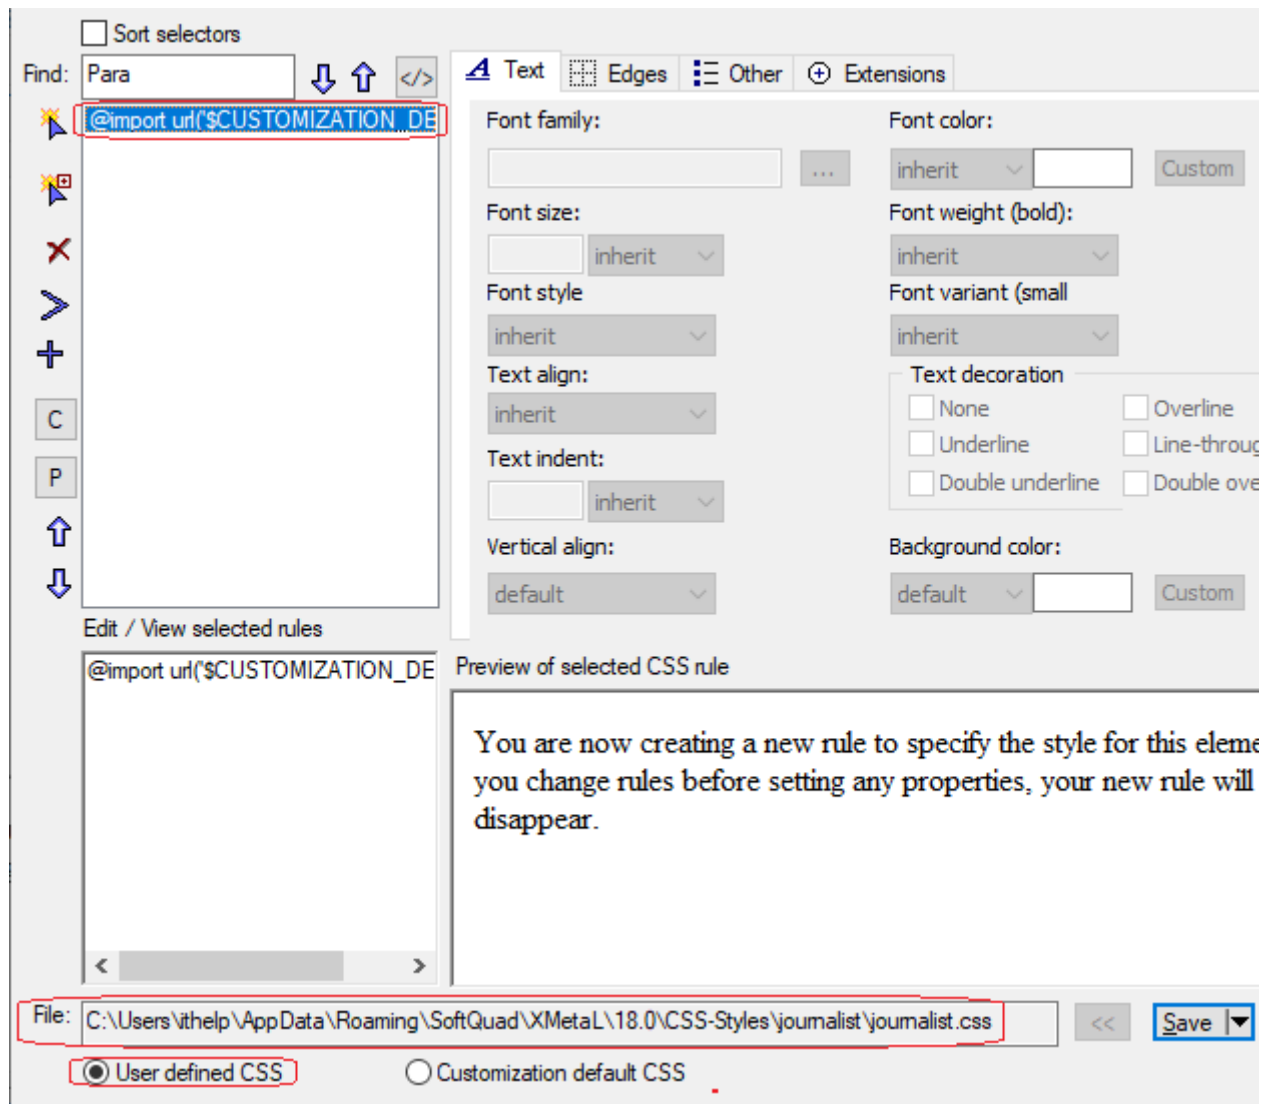 Sort selectors
Find: Para </> A Text Edges Other Extensions
@import url('$CUSTOMIZATION_DE
Font family: Font color:
... inherit Custom
Font size: Font weight (bold):
inherit inherit
Font style Font variant (small
inherit inherit
Text align: Text decoration
inherit None Overline
Underline Line-throug
Text indent:
inherit Double underline Double ove
C
P
Vertical align: Background color:
default default Custom
Edit / View selected rules
@import url('$CUSTOMIZATION_DE
Preview of selected CSS rule
You are now creating a new rule to specify the style for this eleme
you change rules before setting any properties, your new rule will
disappear.
File: C:\Users\ithelp\AppData\Roaming\SoftQuad\XMetaL\18.0\CSS-Styles\journalist\journalist.css << Save
User defined CSS Customization default CSS